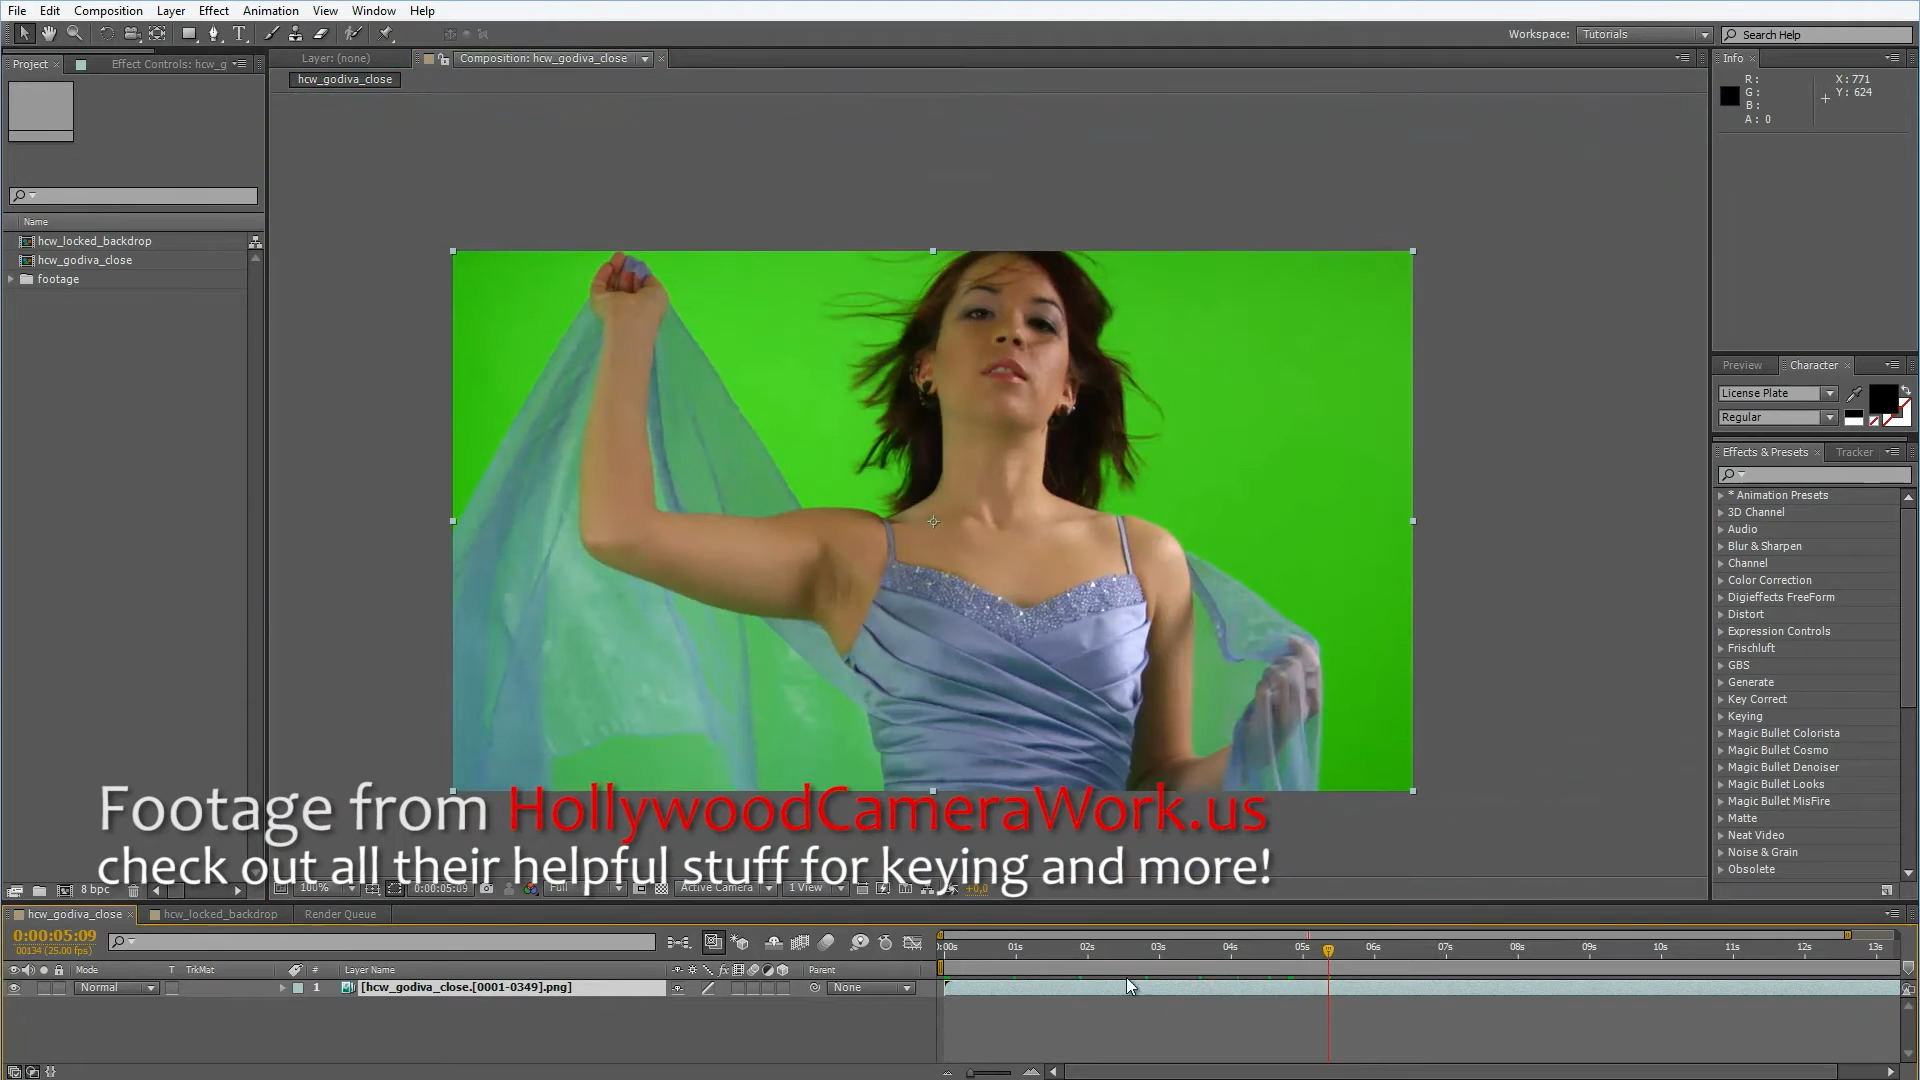 File Edit Composition Layer Effect Animation View Window Help
Workspace: Tutorials Search Help
Project Effect Controls: hcw_g
Layer: (none) Composition: hcw_godiva_close
hcw_godiva_close
Info
R: X: 771
G: Y: 624
B:
A: 0
Name
hcw_locked_backdrop
hcw_godiva_close
footage
Preview Character
License Plate
Regular
Effects & Presets Tracker
* Animation Presets
3D Channel
Audio
Blur & Sharpen
Channel
Color Correction
Digieffects FreeForm
Distort
Expression Controls
Frischluft
GBS
Generate
Key Correct
Keying
Magic Bullet Colorista
Magic Bullet Cosmo
Magic Bullet Denoiser
Magic Bullet Looks
Magic Bullet MisFire
Matte
Neat Video
Noise & Grain
Obsolete
Footage from HollywoodCameraWork.us
check out all their helpful stuff for keying and more!
8 bpc 100% 0:00:05:09 Full Active Camera 1 View +0,0
hcw_godiva_close hcw_locked_backdrop Render Queue
0:00:05:09
00134 (25.00 fps)
0:00s 01s 02s 03s 04s 05s 06s 07s 08s 09s 10s 11s 12s 13s
Mode T TrkMat # Layer Name fx Parent
Normal 1 [hcw_godiva_close.[0001-0349].png] None